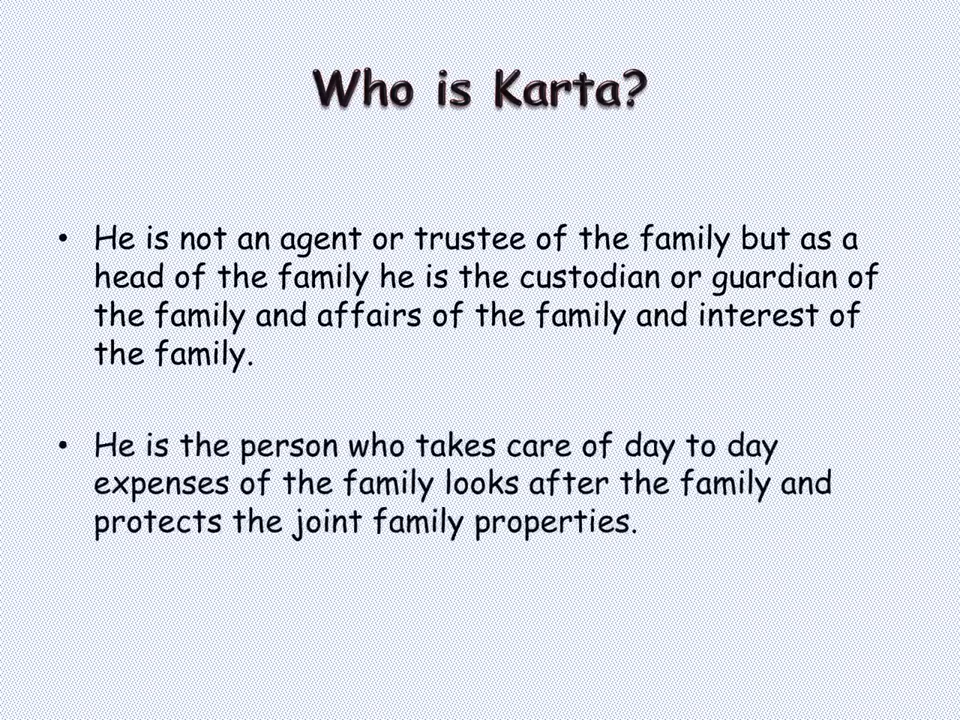 Who is Karta?
• He is not an agent or trustee of the family but as a
head of the family he is the custodian or guardian of
the family and affairs of the family and interest of
the family.
• He is the person who takes care of day to day
expenses of the family looks after the family and
protects the joint family properties.